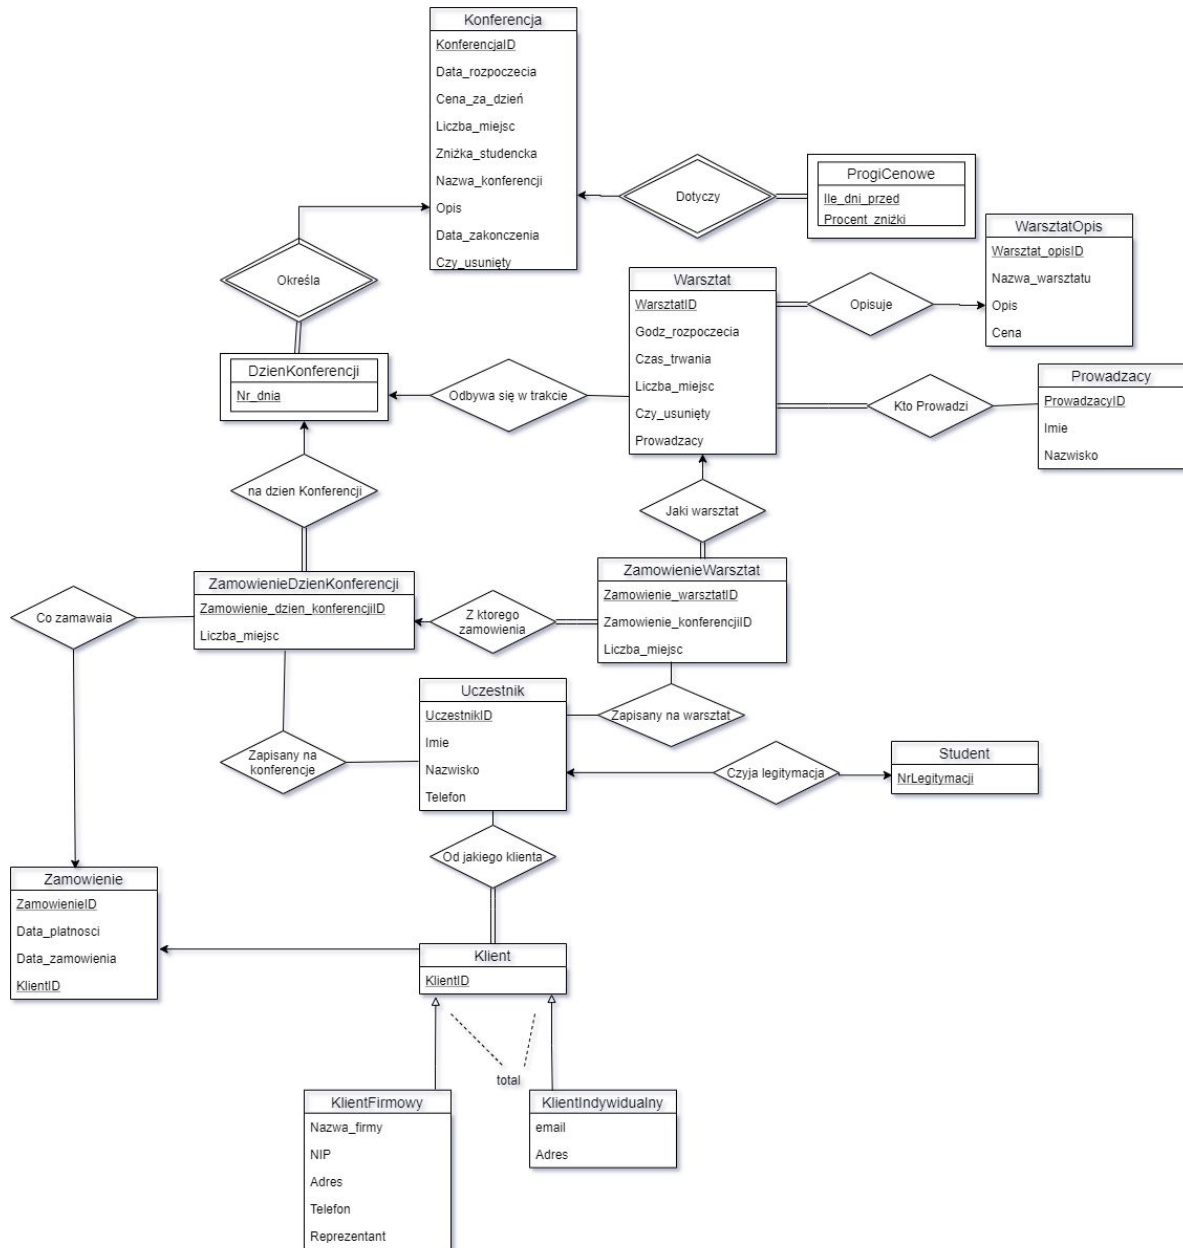 Konferencja
KonferencjaID
Data_rozpoczecia
Cena_za_dzień
Liczba_miejsc
Zniżka_studencka
Nazwa_konferencji
Opis
Data_zakonczenia
Czy_usunięty
Dotyczy
ProgiCenowe
Ile_dni_przed
Procent_zniżki
WarsztatOpis
Warsztat_opisID
Nazwa_warsztatu
Opis
Cena
Określa
Warsztat
WarsztatID
Godz_rozpoczecia
Czas_trwania
Liczba_miejsc
Czy_usunięty
Prowadzacy
Opisuje
DzienKonferencji
Nr_dnia
Odbywa się w trakcie
Kto Prowadzi
Prowadzacy
ProwadzacyID
Imie
Nazwisko
na dzien Konferencji
Jaki warsztat
ZamowienieDzienKonferencji
Zamowienie_dzien_konferencjiID
Liczba_miejsc
Co zamawaia
Z ktorego
zamowienia
ZamowienieWarsztat
Zamowienie_warsztatID
Zamowienie_konferencjiID
Liczba_miejsc
Uczestnik
UczestnikID
Imie
Nazwisko
Telefon
Zapisany na warsztat
Zapisany na
konferencje
Czyja legitymacja
Student
NrLegitymacji
Od jakiego klienta
Zamowienie
ZamowienieID
Data_platnosci
Data_zamowienia
KlientID
Klient
KlientID
total
KlientFirmowy
Nazwa_firmy
NIP
Adres
Telefon
Reprezentant
KlientIndywidualny
email
Adres